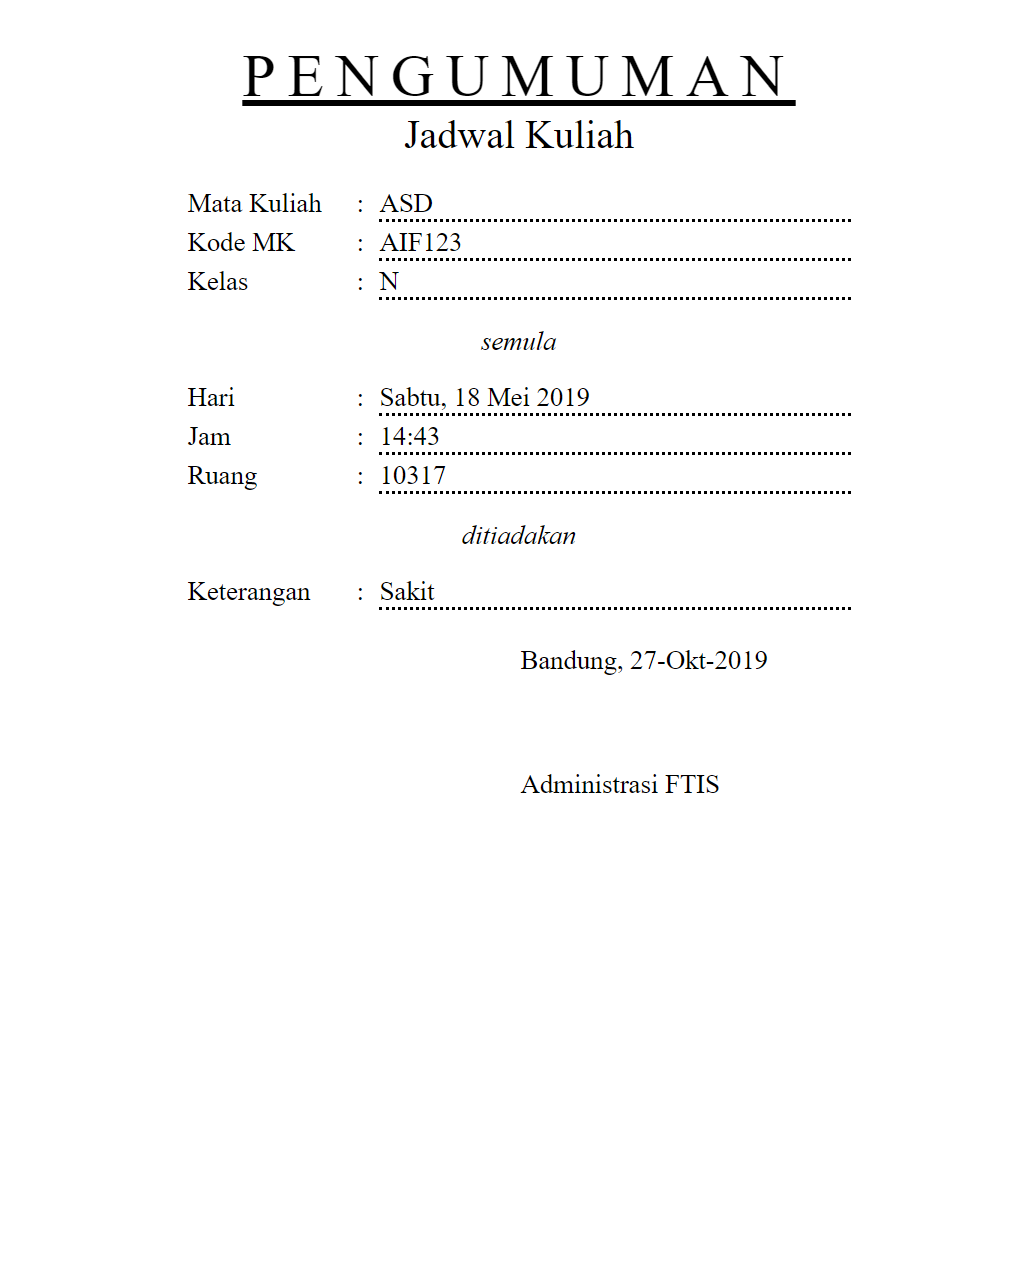 PENGUMUMAN
Jadwal Kuliah
Mata Kuliah : ASD
Kode MK : AIF123
Kelas : N
semula
Hari : Sabtu, 18 Mei 2019
Jam : 14:43
Ruang : 10317
ditiadakan
Keterangan : Sakit
Bandung, 27-Okt-2019
Administrasi FTIS